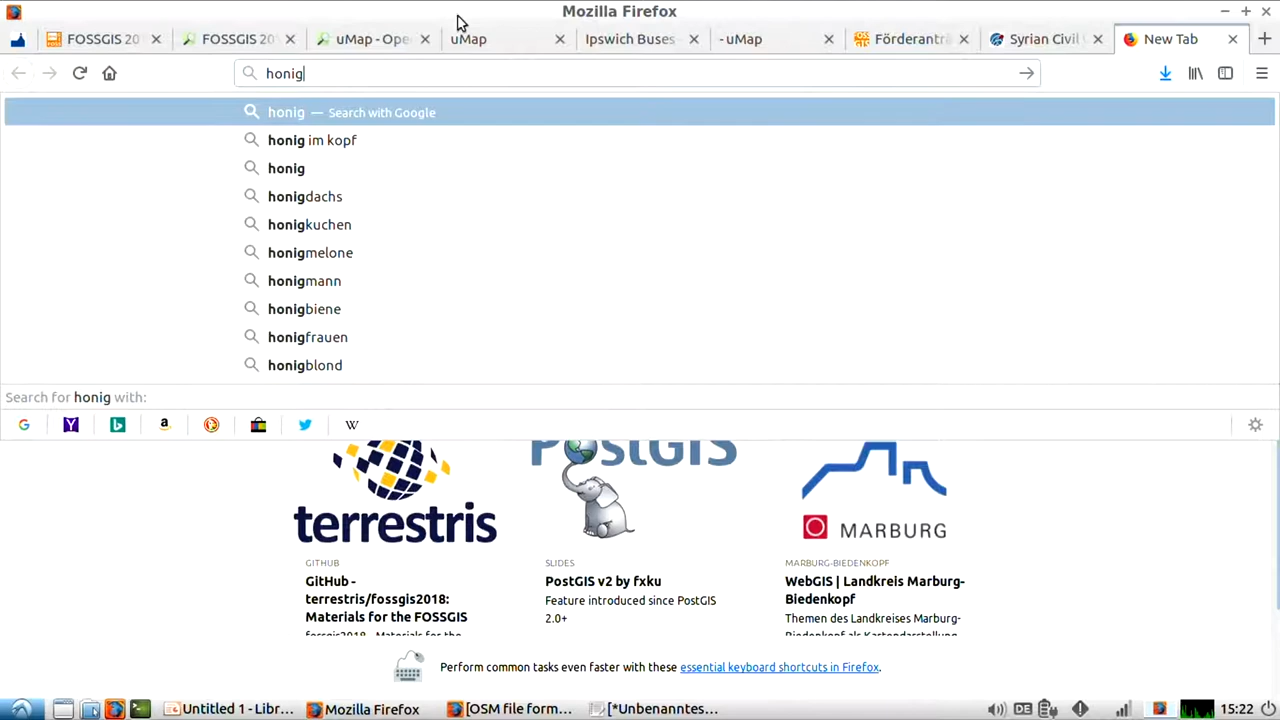 Mozilla Firefox
FOSSGIS 20
FOSSGIS 20
uMap - Ope
uMap
Ipswich Buses
- uMap
Förderantr
Syrian Civil
New Tab
honig
honig — Search with Google
honig im kopf
honig
honigdachs
honigkuchen
honigmelone
honigmann
honigbiene
honigfrauen
honigblond
Search for honig with:
PostGIS
terrestris
MARBURG
GITHUB
GitHub -
terrestris/fossgis2018:
Materials for the FOSSGIS
SLIDES
PostGIS v2 by fxku
Feature introduced since PostGIS
2.0+
MARBURG-BIEDENKOPF
WebGIS | Landkreis Marburg-
Biedenkopf
Themen des Landkreises Marburg-
Perform common tasks even faster with these essential keyboard shortcuts in Firefox.
Untitled 1 - Libr...
Mozilla Firefox
[OSM file form...
[*Unbenanntes...
DE
15:22